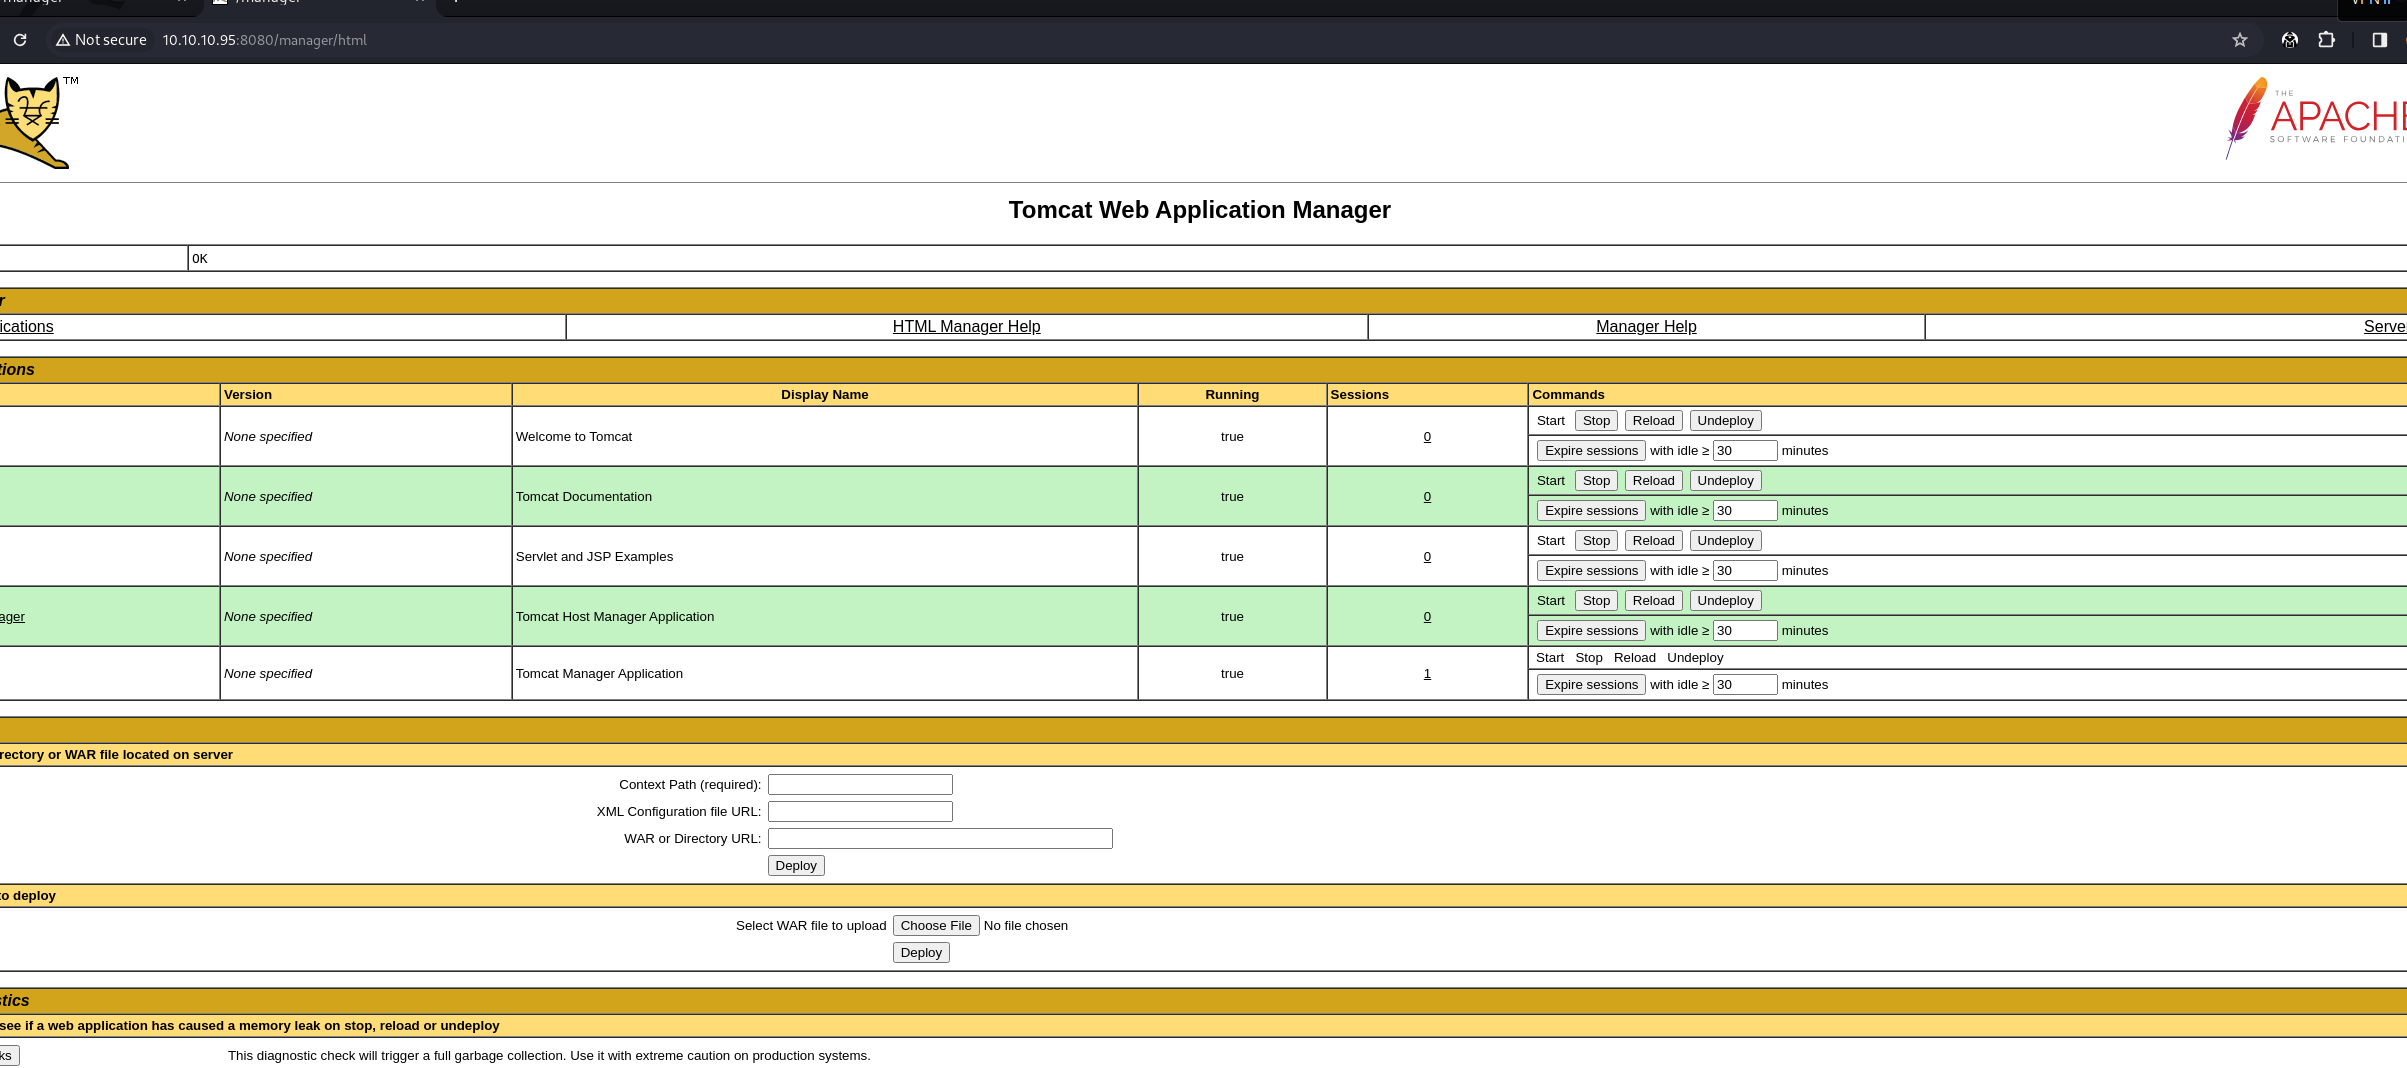 /manager
VPN IP
Not secure 10.10.10.95:8080/manager/html
TM
THE
APACHE
SOFTWARE FOUNDATI
Tomcat Web Application Manager
OK
r
ications HTML Manager Help Manager Help Serve
tions
Version Display Name Running Sessions Commands
None specified Welcome to Tomcat true 0 Start Stop Reload Undeploy
Expire sessions with idle ≥ 30 minutes
None specified Tomcat Documentation true 0 Start Stop Reload Undeploy
Expire sessions with idle ≥ 30 minutes
None specified Servlet and JSP Examples true 0 Start Stop Reload Undeploy
Expire sessions with idle ≥ 30 minutes
ager None specified Tomcat Host Manager Application true 0 Start Stop Reload Undeploy
Expire sessions with idle ≥ 30 minutes
None specified Tomcat Manager Application true 1 Start Stop Reload Undeploy
Expire sessions with idle ≥ 30 minutes
rectory or WAR file located on server
Context Path (required):
XML Configuration file URL:
WAR or Directory URL:
Deploy
to deploy
Select WAR file to upload Choose File No file chosen
Deploy
stics
see if a web application has caused a memory leak on stop, reload or undeploy
ks This diagnostic check will trigger a full garbage collection. Use it with extreme caution on production systems.